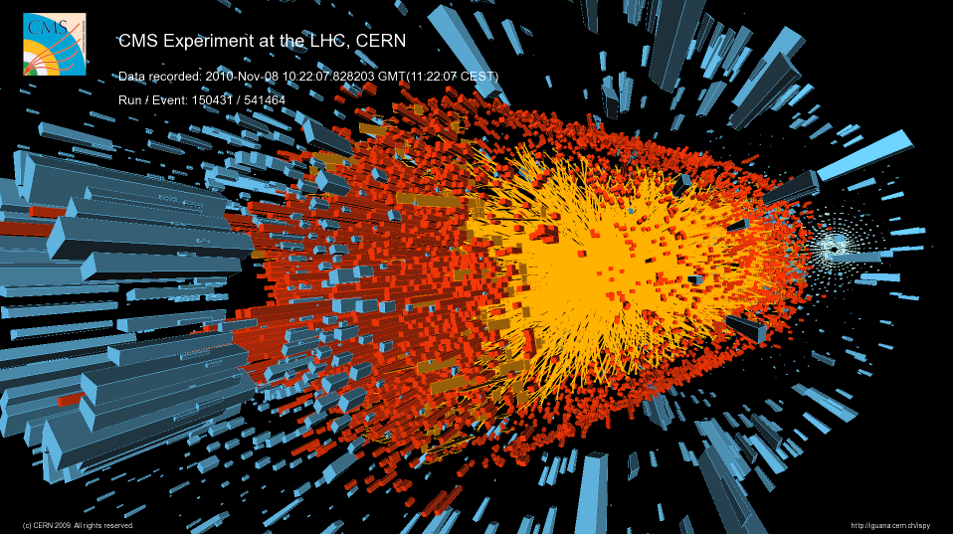 CMS
CMS Experiment at the LHC, CERN
Data recorded: 2010-Nov-08 10:22:07.828203 GMT(11:22:07 CEST)
Run / Event: 150431 / 541464
(c) CERN 2009. All rights reserved.
http://iguana.cern.ch/ispy